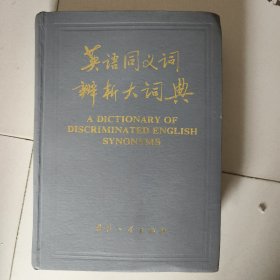 英语同义词
辨析大词典
A DICTIONARY OF
DISCRIMINATED ENGLISH
SYNONYMS